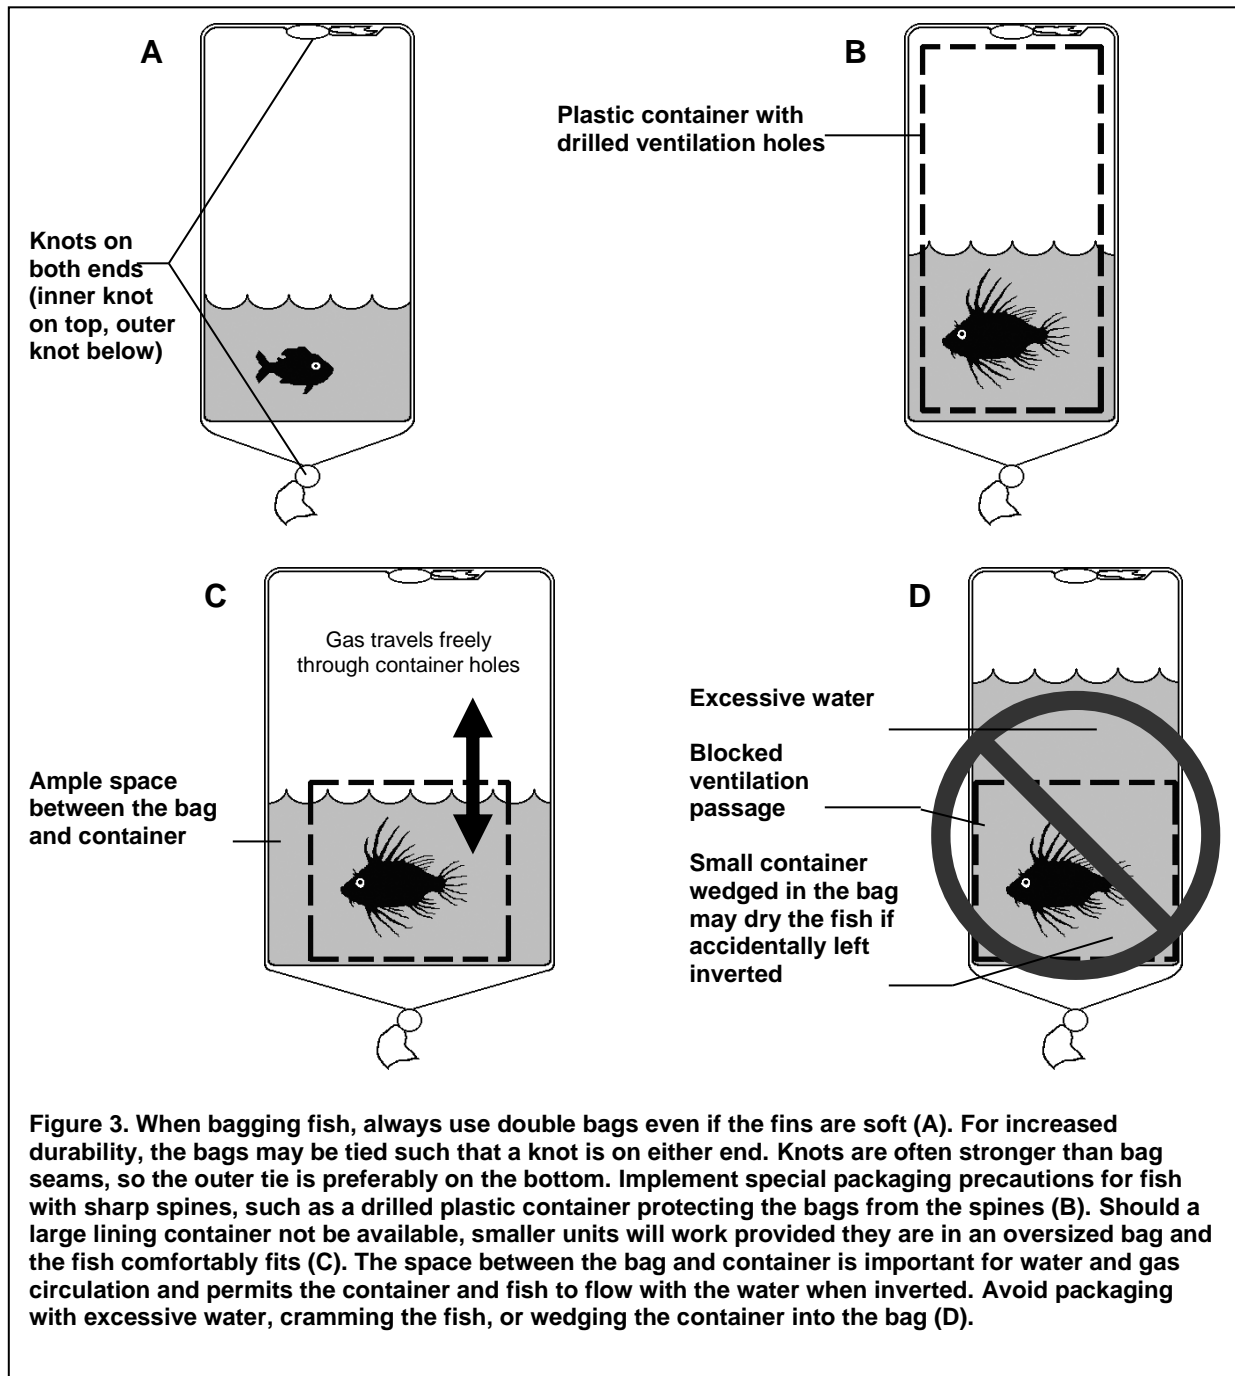 A
Knots on
both ends
(inner knot
on top, outer
knot below)
B
Plastic container with
drilled ventilation holes
C
Gas travels freely
through container holes
Ample space
between the bag
and container
D
Excessive water
Blocked
ventilation
passage
Small container
wedged in the bag
may dry the fish if
accidentally left
inverted
Figure 3. When bagging fish, always use double bags even if the fins are soft (A). For increased
durability, the bags may be tied such that a knot is on either end. Knots are often stronger than bag
seams, so the outer tie is preferably on the bottom. Implement special packaging precautions for fish
with sharp spines, such as a drilled plastic container protecting the bags from the spines (B). Should a
large lining container not be available, smaller units will work provided they are in an oversized bag and
the fish comfortably fits (C). The space between the bag and container is important for water and gas
circulation and permits the container and fish to flow with the water when inverted. Avoid packaging
with excessive water, cramming the fish, or wedging the container into the bag (D).